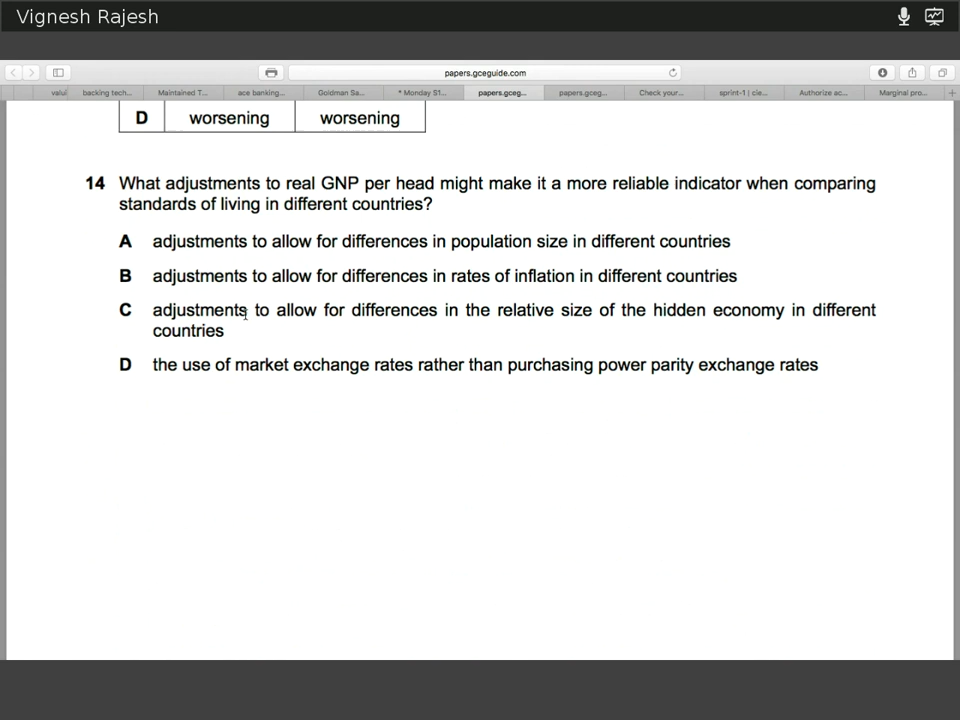 Vignesh Rajesh
papers.gceguide.com
valui backing tech... Maintained T... ace banking... Goldman Sa... * Monday S1... papers.gceg... papers.gceg... Check your... sprint-1 | cie... Authorize ac... Marginal pro... +
D worsening worsening
14 What adjustments to real GNP per head might make it a more reliable indicator when comparing
standards of living in different countries?
A adjustments to allow for differences in population size in different countries
B adjustments to allow for differences in rates of inflation in different countries
C adjustments to allow for differences in the relative size of the hidden economy in different
countries
D the use of market exchange rates rather than purchasing power parity exchange rates